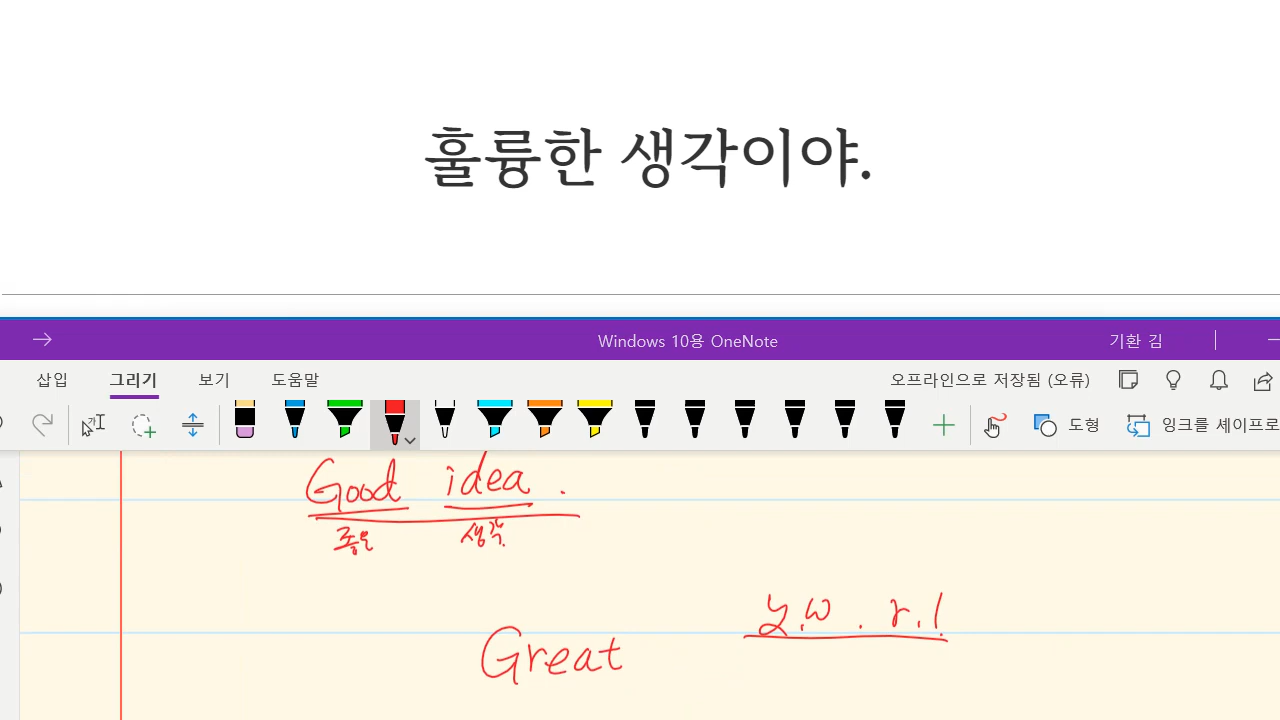 훌륭한 생각이야.
Windows 10용 OneNote
기환 김
삽입 그리기 보기 도움말
오프라인으로 저장됨 (오류)
가 도형 잉크를 셰이프로
Good idea.
좋은 생각
y.w. r.l
Great